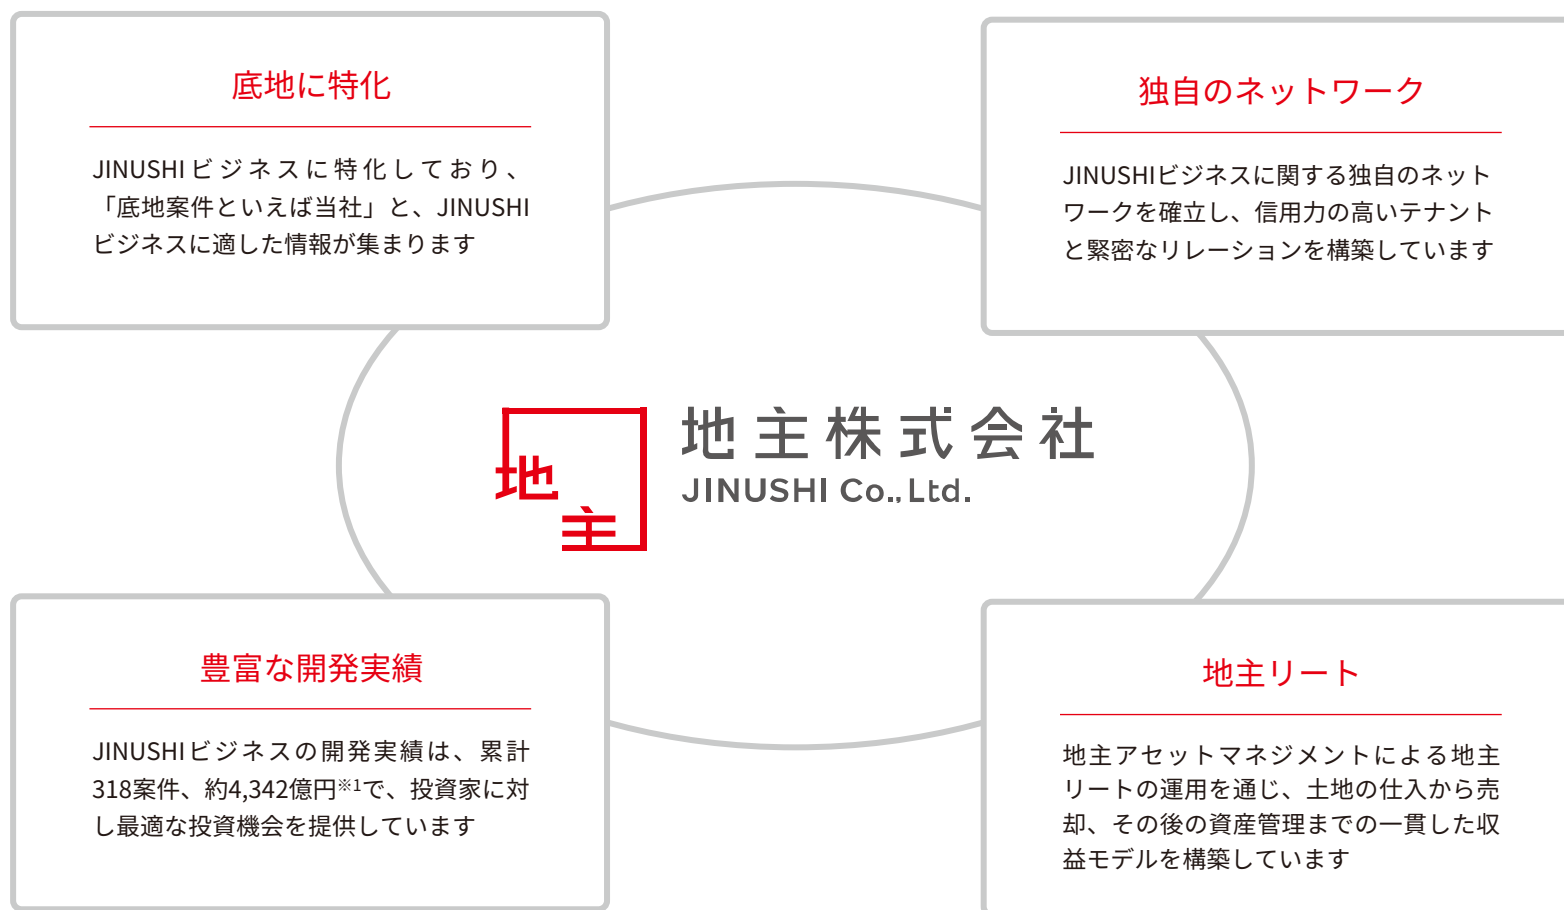 底地に特化
JINUSHIビジネスに特化しており、
「底地案件といえば当社」と、JINUSHI
ビジネスに適した情報が集まります
独自のネットワーク
JINUSHIビジネスに関する独自のネット
ワークを確立し、信用力の高いテナント
と緊密なリレーションを構築しています
地主
地主株式会社
JINUSHI Co., Ltd.
豊富な開発実績
JINUSHIビジネスの開発実績は、累計
318案件、約4,342億円※1で、投資家に対
し最適な投資機会を提供しています
地主リート
地主アセットマネジメントによる地主
リートの運用を通じ、土地の仕入から売
却、その後の資産管理までの一貫した収
益モデルを構築しています